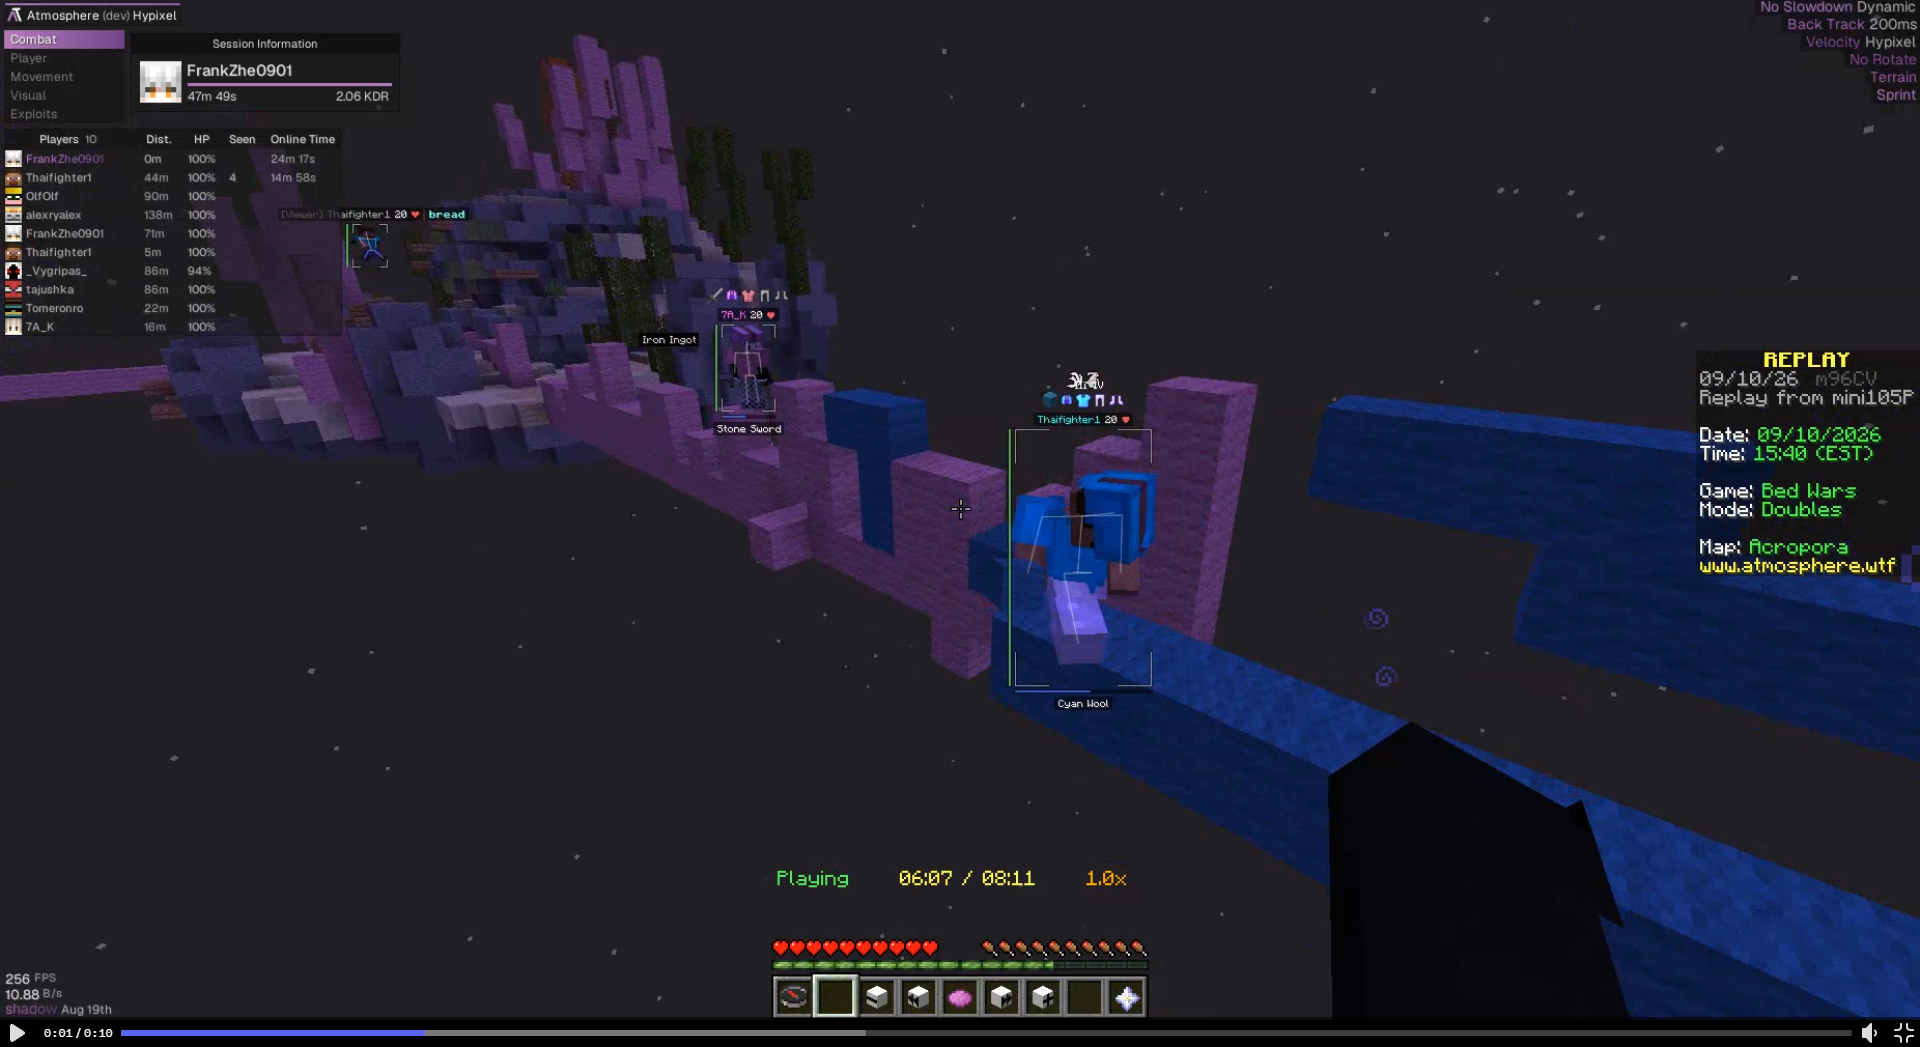 Atmosphere (dev) Hypixel
Combat
Player
Movement
Visual
Exploits
Session Information
FrankZhe0901
47m 49s 2.06 KDR
Players 10 Dist. HP Seen Online Time
FrankZhe0901 0m 100% 24m 17s
Thaifighter1 44m 100% 4 14m 58s
OlfOlf 90m 100%
alexryalex 138m 100%
FrankZhe0901 71m 100%
Thaifighter1 5m 100%
_Vygripas_ 86m 94%
tajushka 86m 100%
Tomeronro 22m 100%
7A_K 16m 100%
No Slowdown Dynamic
Back Track 200ms
Velocity Hypixel
No Rotate
Terrain
Sprint
[Viewer] Thaifighter1 20 ♥ bread
7A_K 20 ♥
Iron Ingot
Stone Sword
Thaifighter1 20 ♥
Cyan Wool
REPLAY
09/10/26 m96CV
Replay from mini105P
Date: 09/10/2026
Time: 15:40 (EST)
Game: Bed Wars
Mode: Doubles
Map: Acropora
www.atmosphere.wtf
Playing 06:07 / 08:11 1.0x
256 FPS
10.88 B/s
shadow Aug 19th
0:01 / 0:10